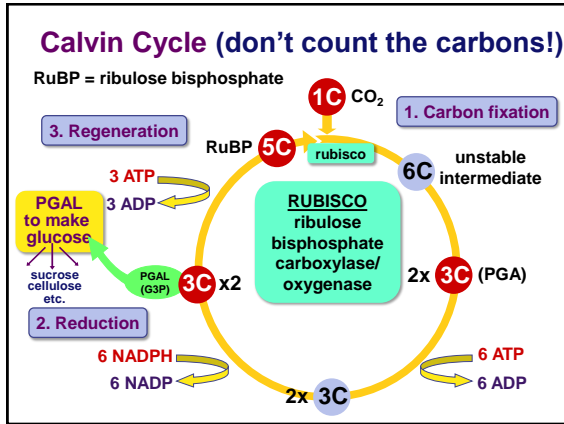 Calvin Cycle (don't count the carbons!)
RuBP = ribulose bisphosphate
1C CO₂
1. Carbon fixation
3. Regeneration
RuBP 5C
rubisco
6C
unstable
intermediate
3 ATP
3 ADP
PGAL
to make
glucose
sucrose
cellulose
etc.
PGAL
(G3P)
3C x2
RUBISCO
ribulose
bisphosphate
carboxylase/
oxygenase
2x 3C (PGA)
2. Reduction
6 NADPH
6 NADP
2x 3C
6 ATP
6 ADP